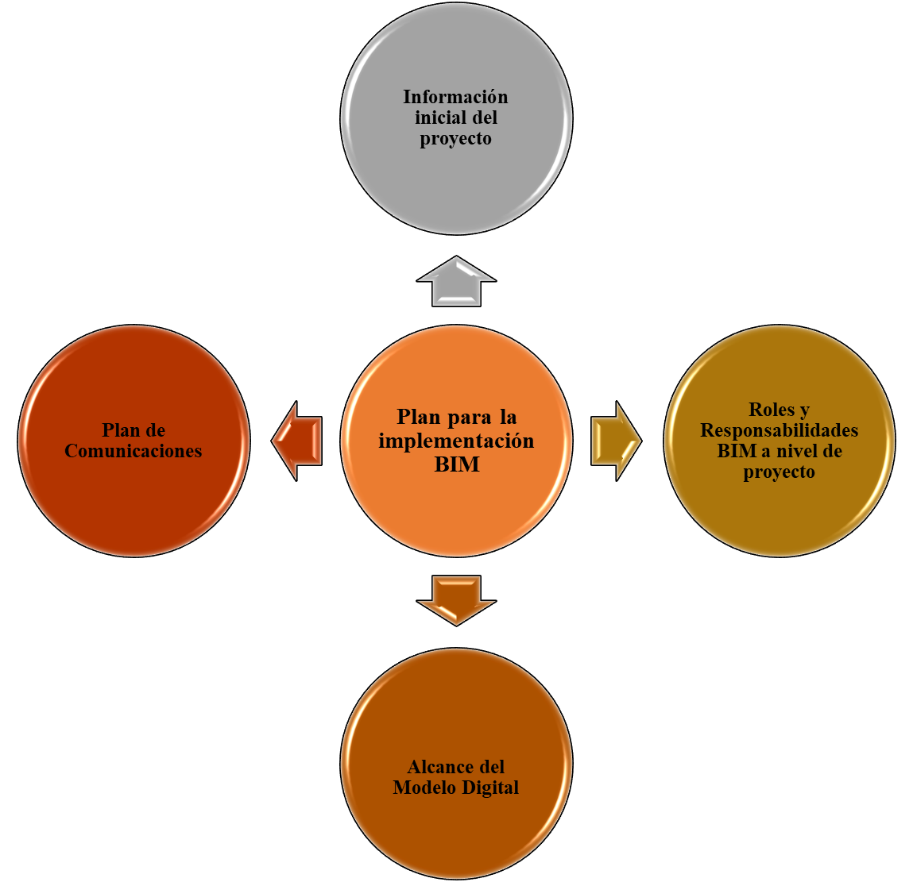 Información
inicial del
proyecto
Plan de
Comunicaciones
Plan para la
implementación
BIM
Roles y
Responsabilidades
BIM a nivel de
proyecto
Alcance del
Modelo Digital